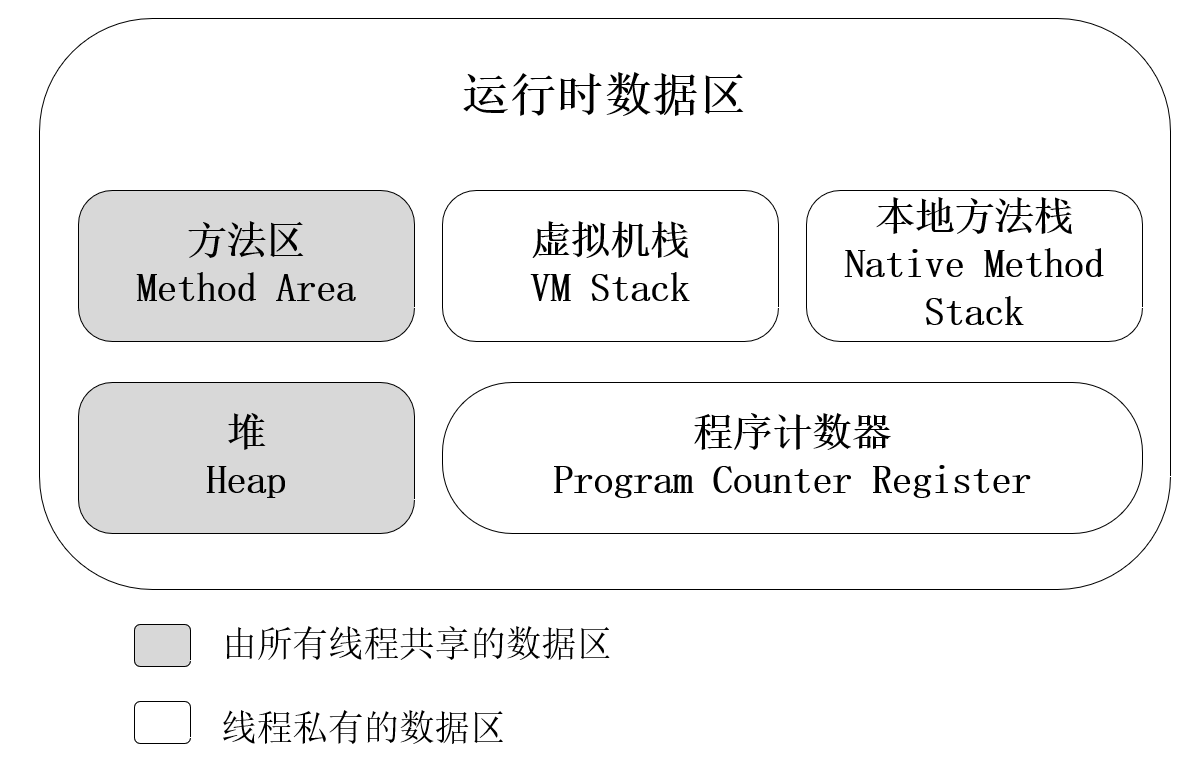 运行时数据区
方法区
Method Area
虚拟机栈
VM Stack
本地方法栈
Native Method
Stack
堆
Heap
程序计数器
Program Counter Register
由所有线程共享的数据区
线程私有的数据区